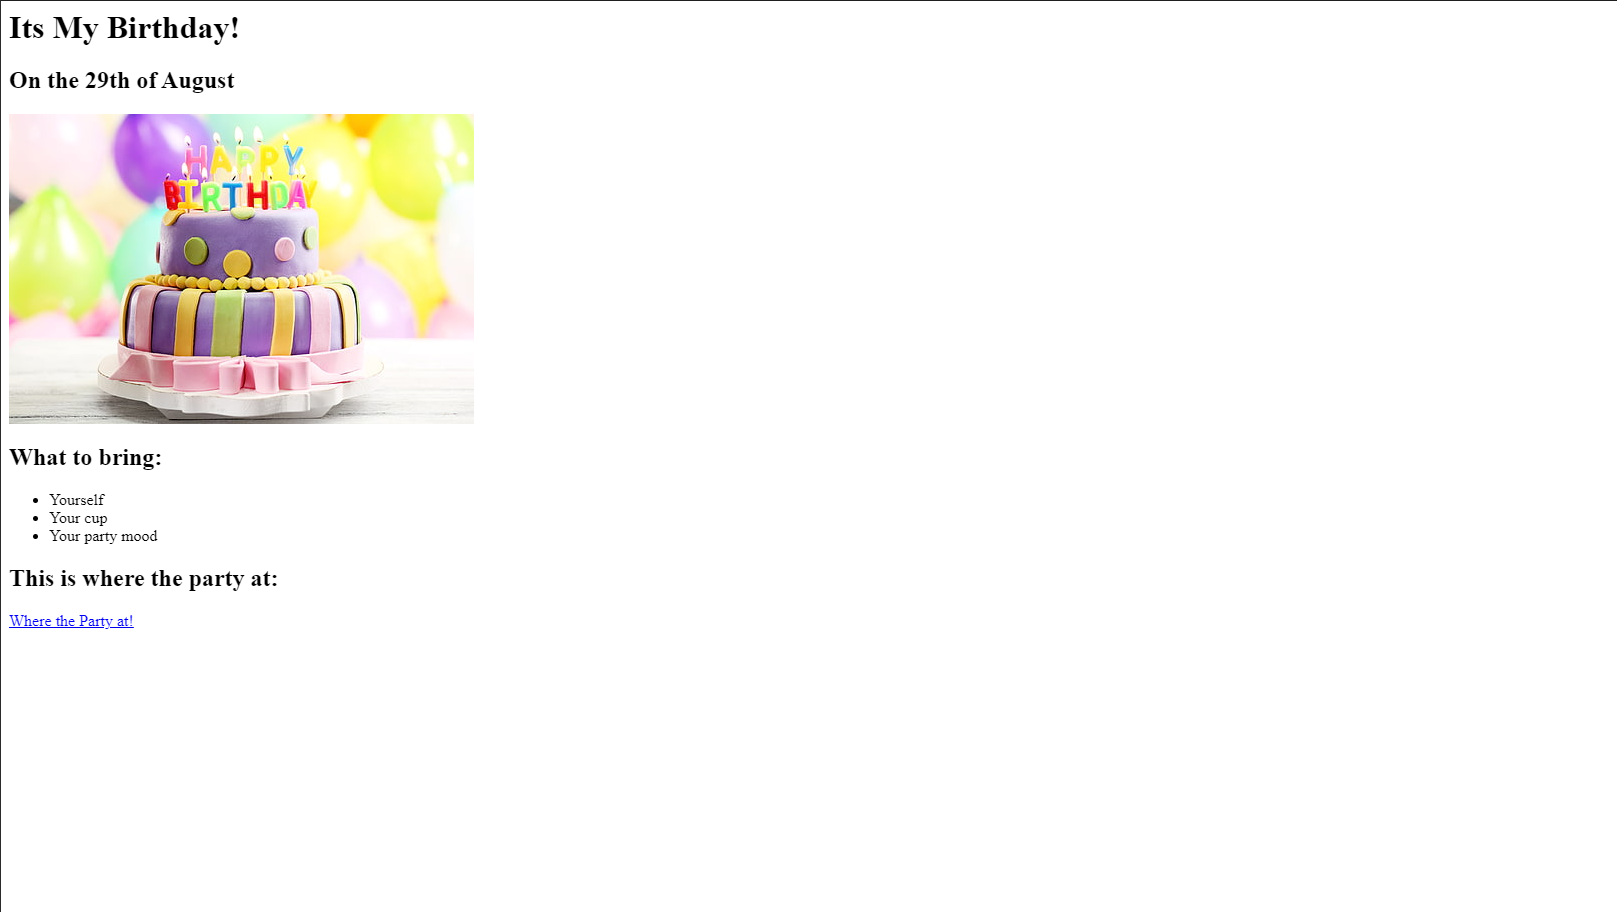 Its My Birthday!
On the 29th of August
HAPPY
BIRTHDAY
What to bring:
Yourself
Your cup
Your party mood
This is where the party at:
Where the Party at!